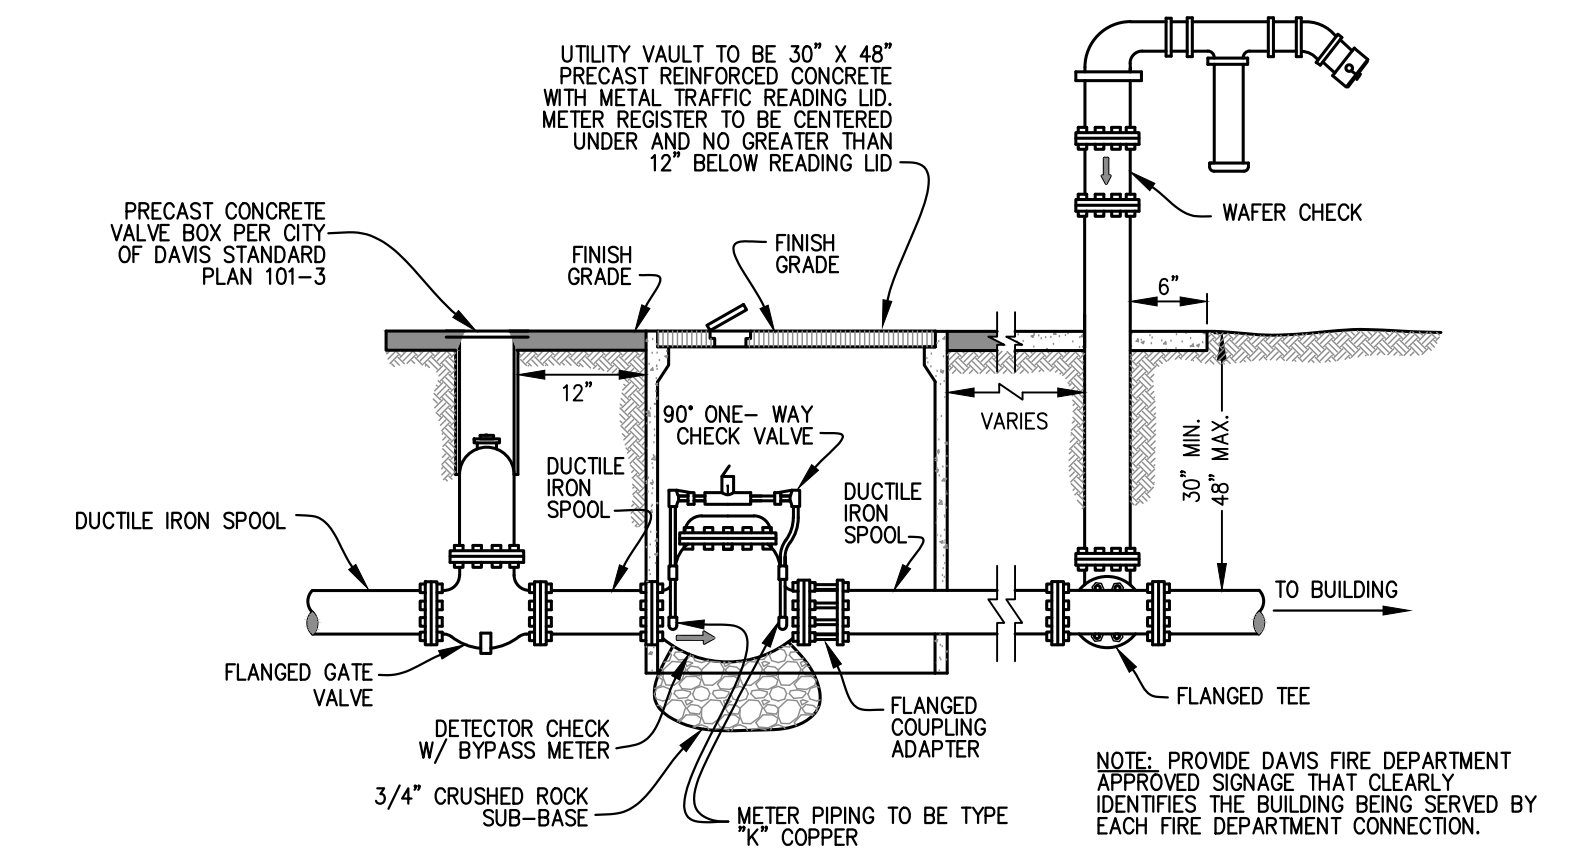 UTILITY VAULT TO BE 30" X 48"
PRECAST REINFORCED CONCRETE
WITH METAL TRAFFIC READING LID.
METER REGISTER TO BE CENTERED
UNDER AND NO GREATER THAN
12" BELOW READING LID
PRECAST CONCRETE
VALVE BOX PER CITY
OF DAVIS STANDARD
PLAN 101-3
FINISH
GRADE
FINISH
GRADE
WAFER CHECK
6"
12"
VARIES
30" MIN.
48" MAX.
90° ONE- WAY
CHECK VALVE
DUCTILE
IRON
SPOOL
DUCTILE
IRON
SPOOL
DUCTILE IRON SPOOL
TO BUILDING
FLANGED GATE
VALVE
FLANGED TEE
FLANGED
COUPLING
ADAPTER
DETECTOR CHECK
W/ BYPASS METER
3/4" CRUSHED ROCK
SUB-BASE
METER PIPING TO BE TYPE
"K" COPPER
NOTE: PROVIDE DAVIS FIRE DEPARTMENT
APPROVED SIGNAGE THAT CLEARLY
IDENTIFIES THE BUILDING BEING SERVED BY
EACH FIRE DEPARTMENT CONNECTION.